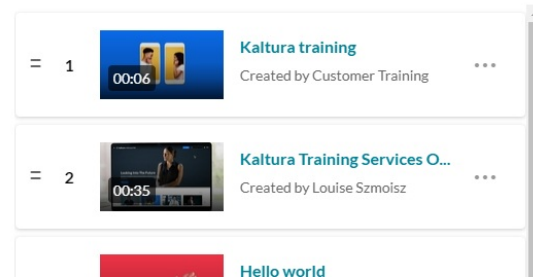 1
00:06
Kaltura training
Created by Customer Training
2
00:35
Kaltura Training Services O...
Created by Louise Szmoisz
Hello world